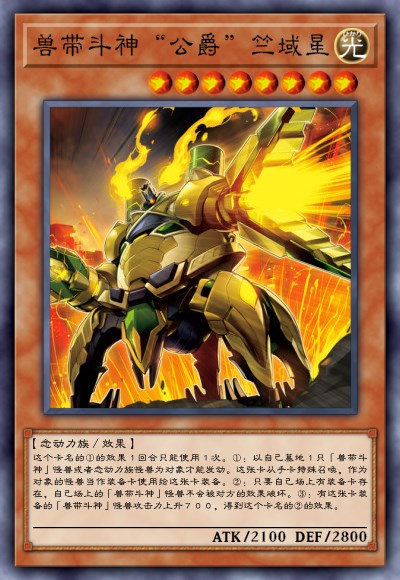 兽带斗神“公爵”竺域星
ひかり
光
【念动力族／效果】
这个卡名的①的效果1回合只能使用1次。①：以自己墓地1只「兽带斗
神」怪兽或者念动力族怪兽为对象才能发动。这张卡从手卡特殊召唤，作为
对象的怪兽当作装备卡使用给这张卡装备。②：只要自己场上有装备卡存
在，自己场上的「兽带斗神」怪兽不会被对方的效果破坏。③：有这张卡装
备的「兽带斗神」怪兽攻击力上升700，得到这个卡名的②的效果。
ATK/2100 DEF/2800